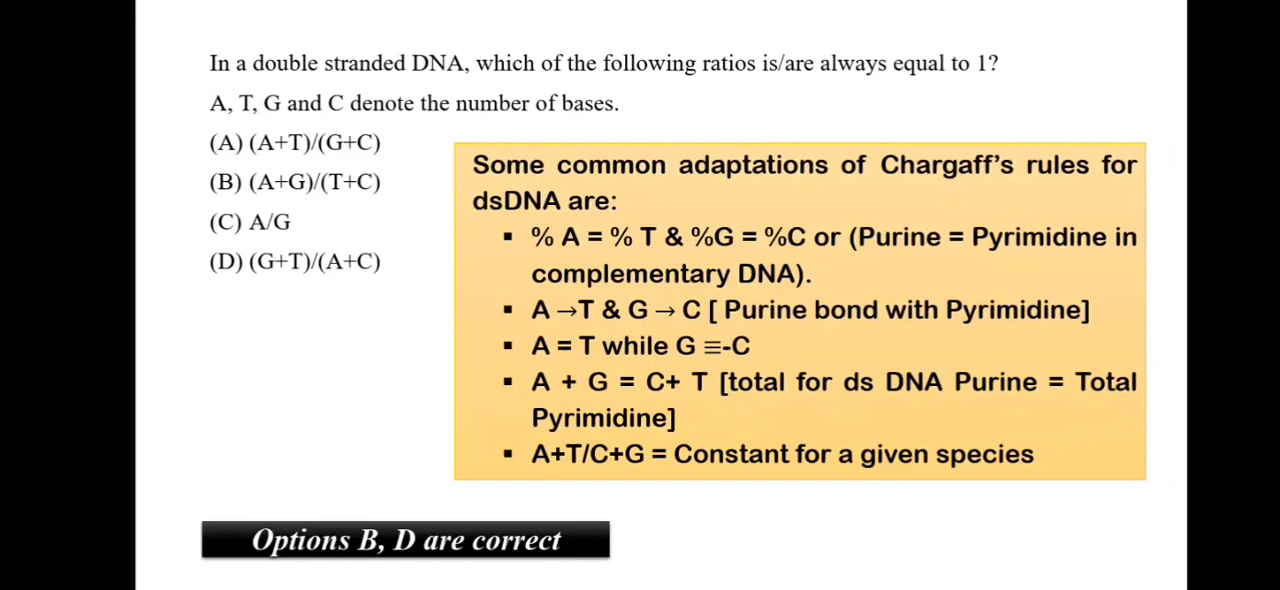 In a double stranded DNA, which of the following ratios is/are always equal to 1?
A, T, G and C denote the number of bases.
(A) (A+T)/(G+C)
(B) (A+G)/(T+C)
(C) A/G
(D) (G+T)/(A+C)
Some common adaptations of Chargaff's rules for
dsDNA are:
▪ % A = % T & %G = %C or (Purine = Pyrimidine in
complementary DNA).
▪ A →T & G → C [ Purine bond with Pyrimidine]
▪ A = T while G ≡-C
▪ A + G = C+ T [total for ds DNA Purine = Total
Pyrimidine]
▪ A+T/C+G = Constant for a given species
Options B, D are correct